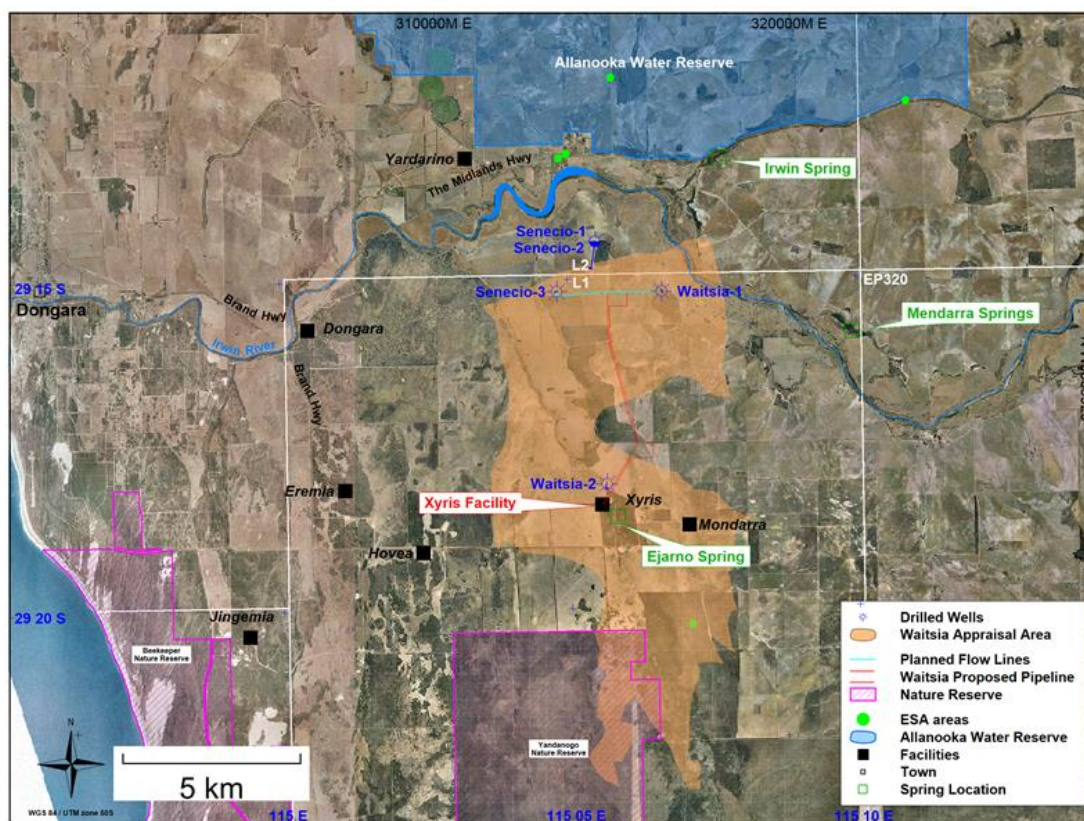 310000M E
320000M E
Allanooka Water Reserve
Yardarino
The Midlands Hwy
Irwin Spring
Senecio-1
Senecio-2
L2
L1
EP320
29 15 S
Senecio-3
Waitsia-1
Dongara
Brand Hwy
Dongara
Mendarra Springs
Irwin River
Brand Hwy
Waitsia-2
Eremia
Xyris Facility
Xyris
Mondarra
Hovea
Ejarno Spring
29 20 S
Jingemia
Beekeeper
Nature Reserve
Yandanogo
Nature Reserve
N
5 km
WGS 84 / UTM zone 50S
115 E
115 05 E
115 10 E
Drilled Wells
Waitsia Appraisal Area
Planned Flow Lines
Waitsia Proposed Pipeline
Nature Reserve
ESA areas
Allanooka Water Reserve
Facilities
Town
Spring Location